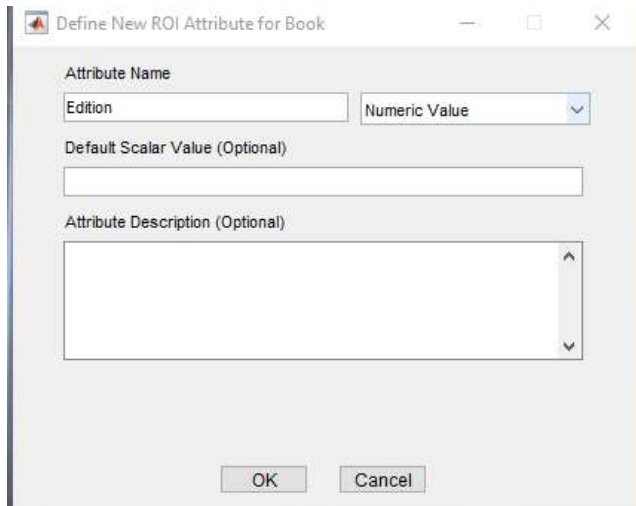 Define New ROI Attribute for Book
Attribute Name
Edition
Numeric Value
Default Scalar Value (Optional)
Attribute Description (Optional)
OK
Cancel